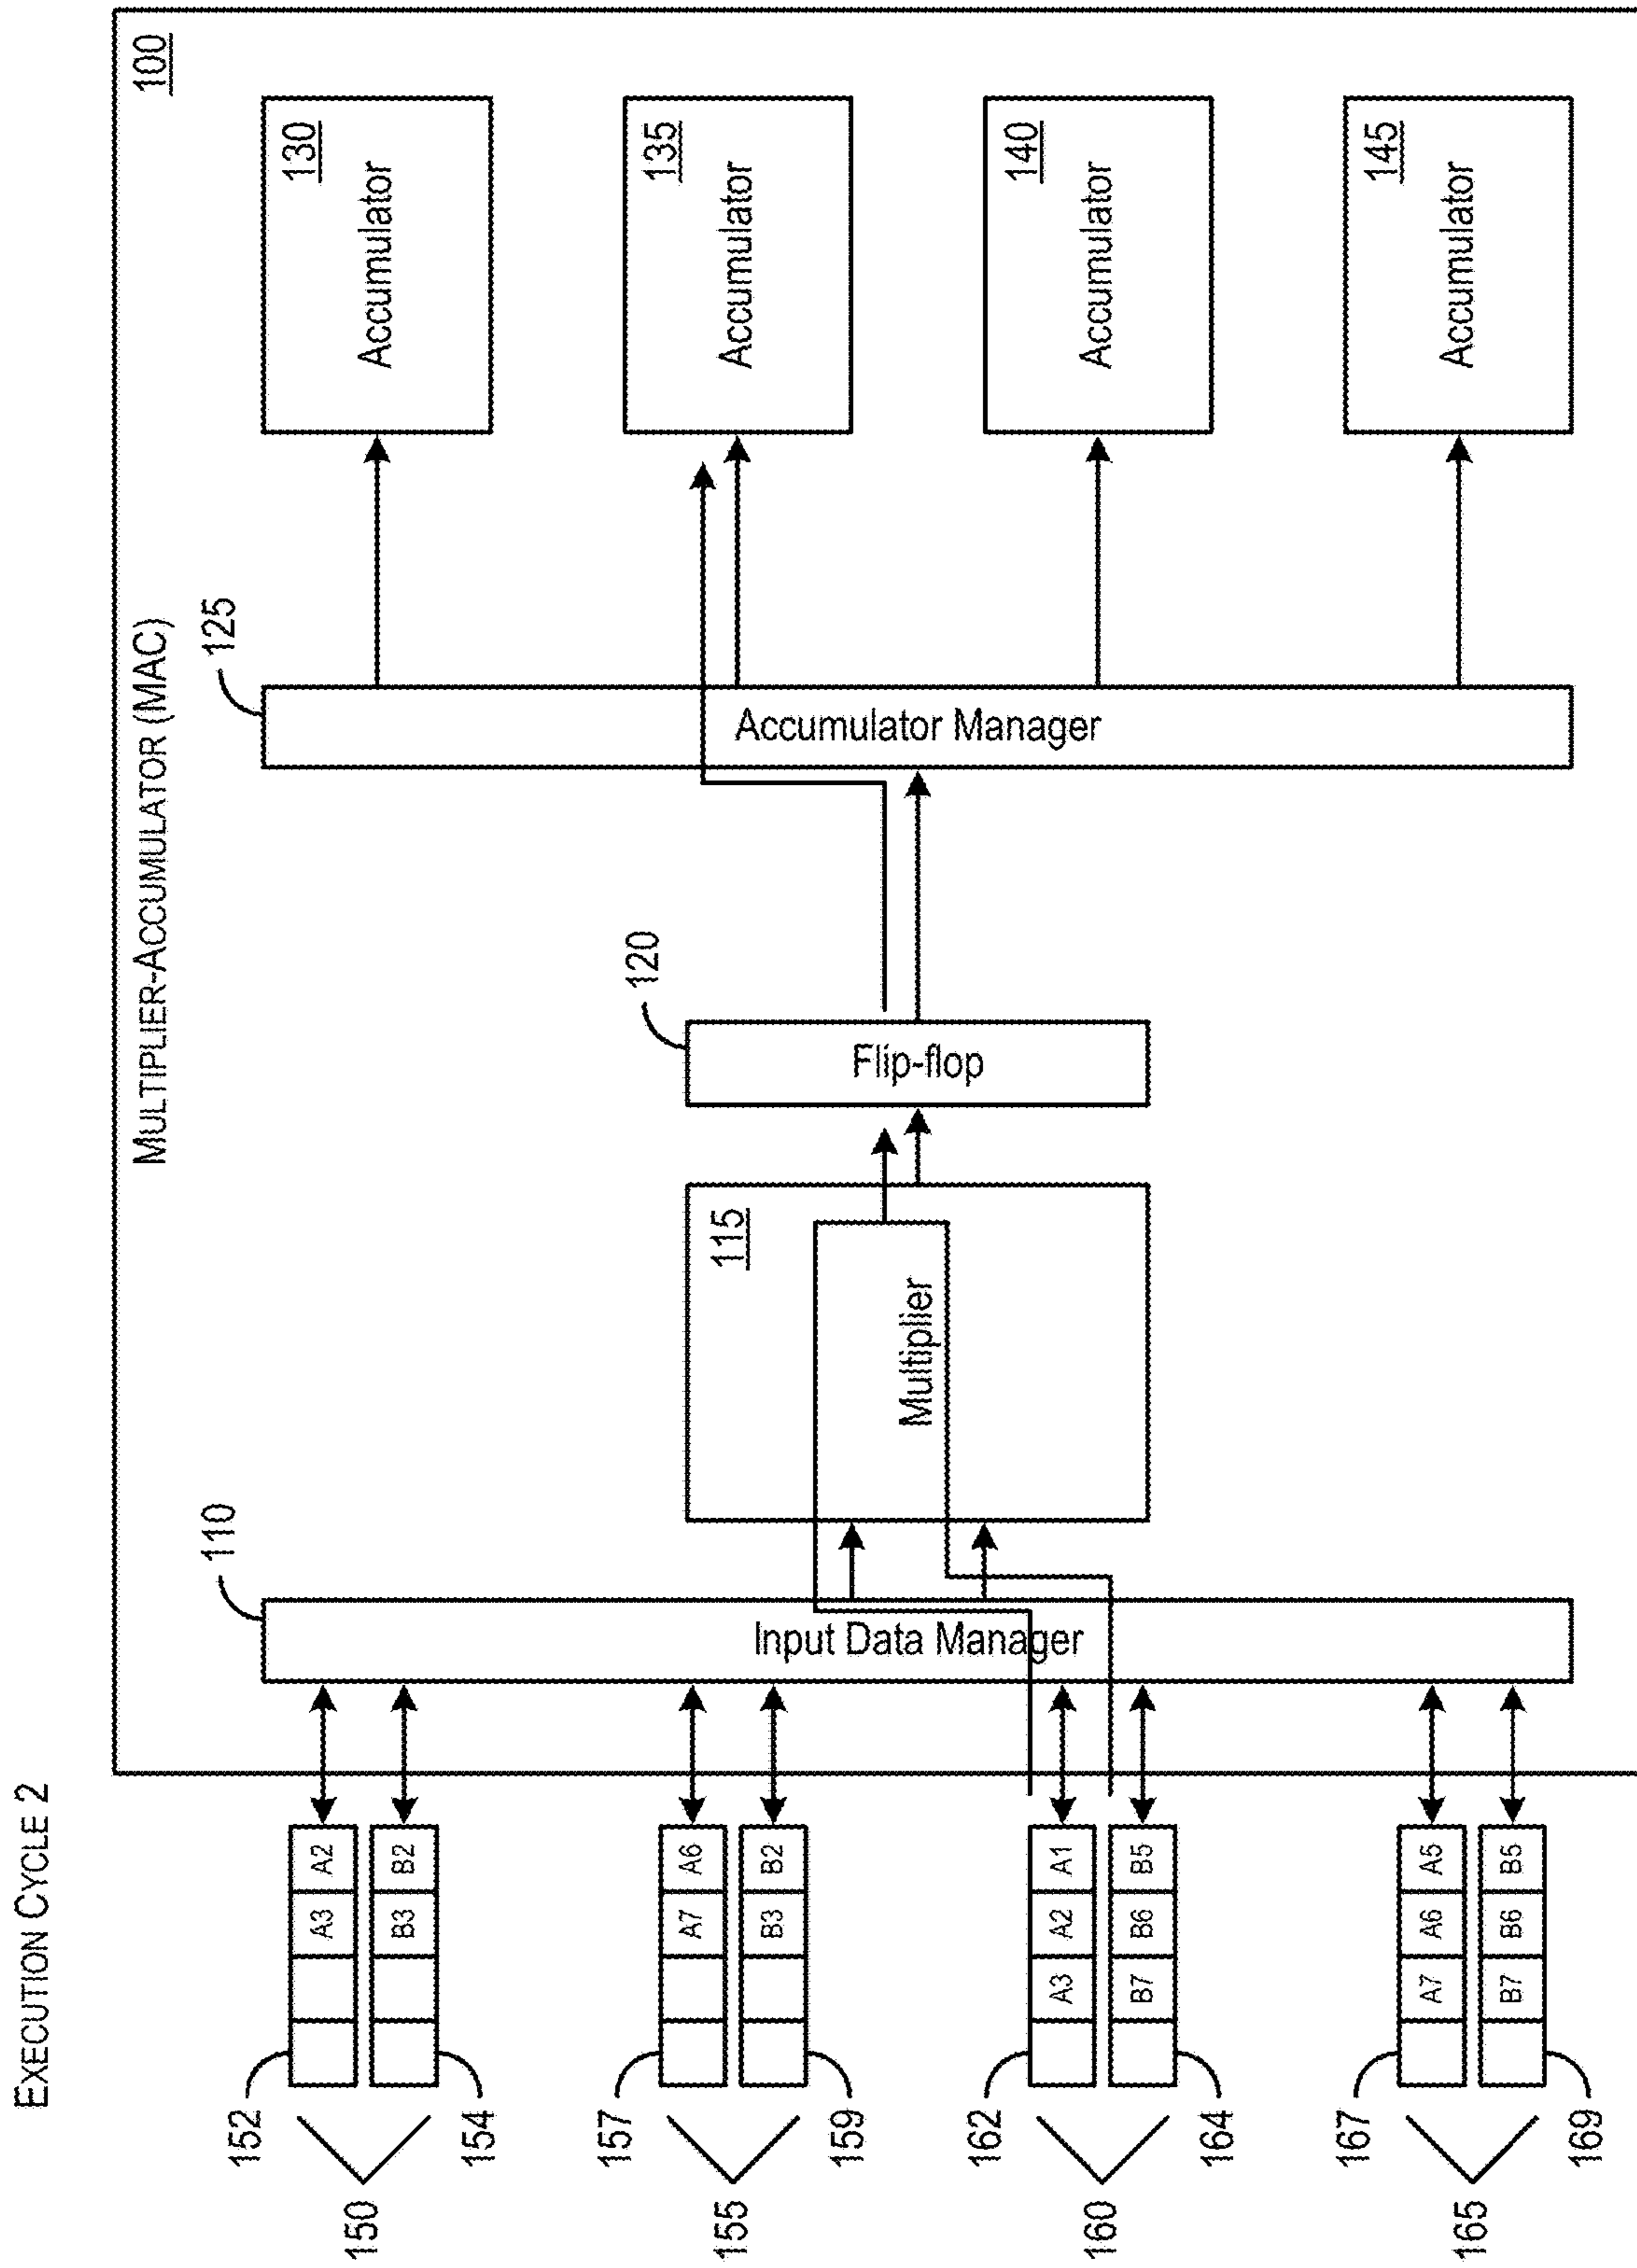 EXECUTION CYCLE 2
MULTIPLIER-ACCUMULATOR (MAC)
100
150
152
A3 A2
154
B3 B2
155
157
A7 A6
159
B3 B2
160
162
A3 A2 A1
164
B7 B6 B5
165
167
A7 A6 A5
169
B7 B6 B5
110
Input Data Manager
115
Multiplier
120
Flip-flop
125
Accumulator Manager
130
Accumulator
135
Accumulator
140
Accumulator
145
Accumulator